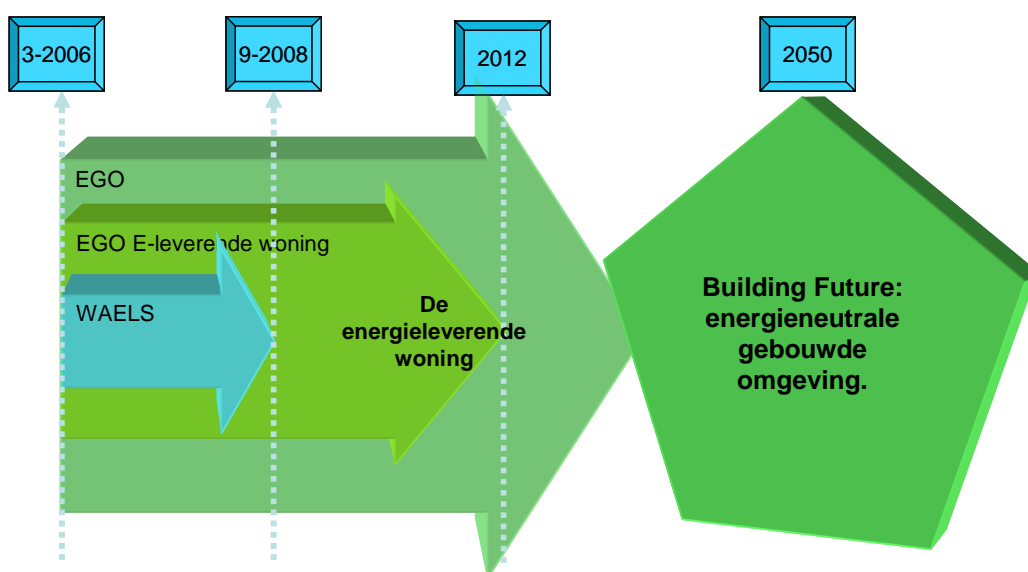 3-2006
9-2008
2012
2050
EGO
EGO E-leverende woning
WAELS
De
energieleverende
woning
Building Future:
energieneutrale
gebouwde
omgeving.